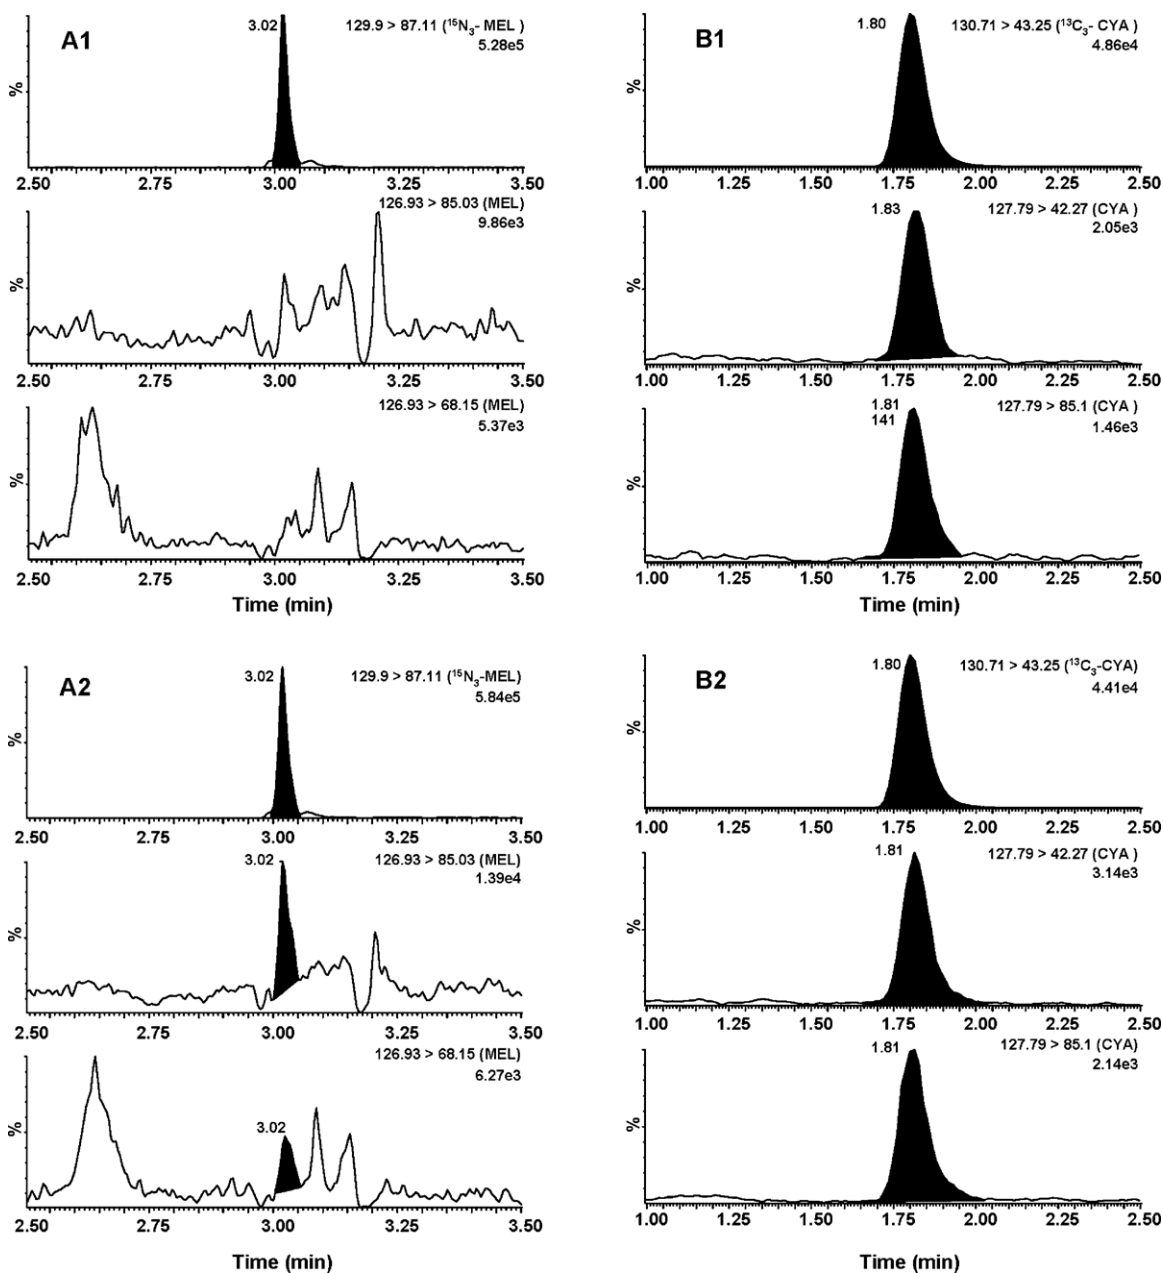 A1
3.02
129.9 > 87.11 (¹⁵N₃- MEL )
5.28e5
%
2.50 2.75 3.00 3.25 3.50
126.93 > 85.03 (MEL)
9.86e3
%
2.50 2.75 3.00 3.25 3.50
126.93 > 68.15 (MEL)
5.37e3
%
2.50 2.75 3.00 3.25 3.50
Time (min)
B1
1.80
130.71 > 43.25 (¹³C₃- CYA )
4.86e4
%
1.00 1.25 1.50 1.75 2.00 2.25 2.50
1.83
127.79 > 42.27 (CYA )
2.05e3
%
1.00 1.25 1.50 1.75 2.00 2.25 2.50
1.81
141
127.79 > 85.1 (CYA )
1.46e3
%
1.00 1.25 1.50 1.75 2.00 2.25 2.50
Time (min)
A2
3.02
129.9 > 87.11 (¹⁵N₃-MEL)
5.84e5
%
2.50 2.75 3.00 3.25 3.50
3.02
126.93 > 85.03 (MEL)
1.39e4
%
2.50 2.75 3.00 3.25 3.50
126.93 > 68.15 (MEL)
6.27e3
3.02
%
2.50 2.75 3.00 3.25 3.50
Time (min)
B2
1.80
130.71 > 43.25 (¹³C₃-CYA)
4.41e4
%
1.00 1.25 1.50 1.75 2.00 2.25 2.50
1.81
127.79 > 42.27 (CYA )
3.14e3
%
1.00 1.25 1.50 1.75 2.00 2.25 2.50
1.81
127.79 > 85.1 (CYA)
2.14e3
%
1.00 1.25 1.50 1.75 2.00 2.25 2.50
Time (min)